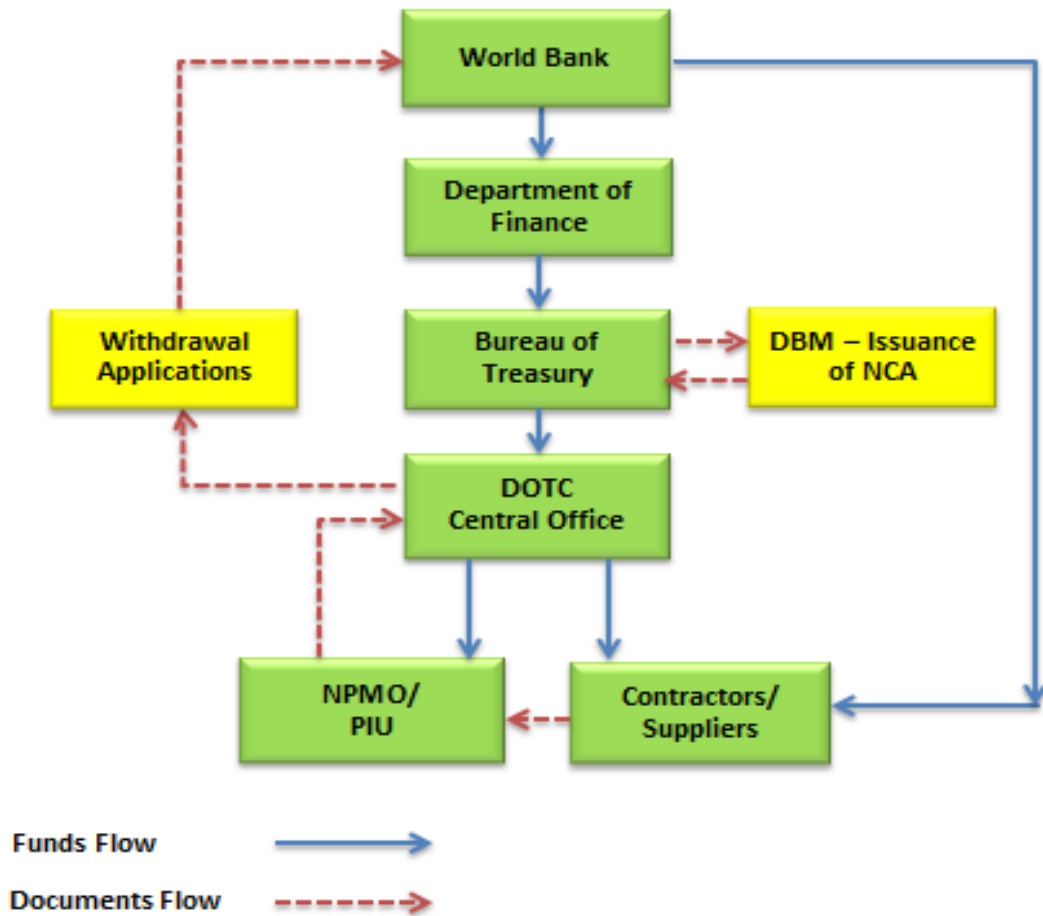 World Bank
Department of
Finance
Withdrawal
Applications
Bureau of
Treasury
DBM – Issuance
of NCA
DOTC
Central Office
NPMO/
PIU
Contractors/
Suppliers
Funds Flow
Documents Flow